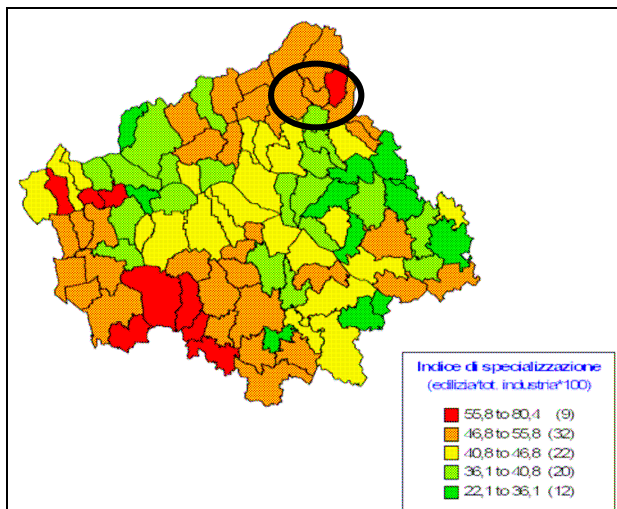 Indice di specializzazione
(edilizia/tot. industria*100)
55,8 to 80,4 (9)
46,8 to 55,8 (32)
40,8 to 46,8 (22)
36,1 to 40,8 (20)
22,1 to 36,1 (12)